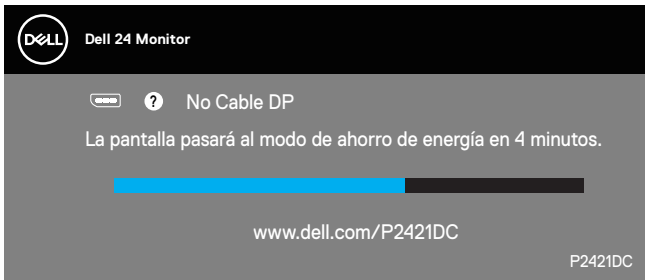 DELL
Dell 24 Monitor
? No Cable DP
La pantalla pasará al modo de ahorro de energía en 4 minutos.
www.dell.com/P2421DC
P2421DC